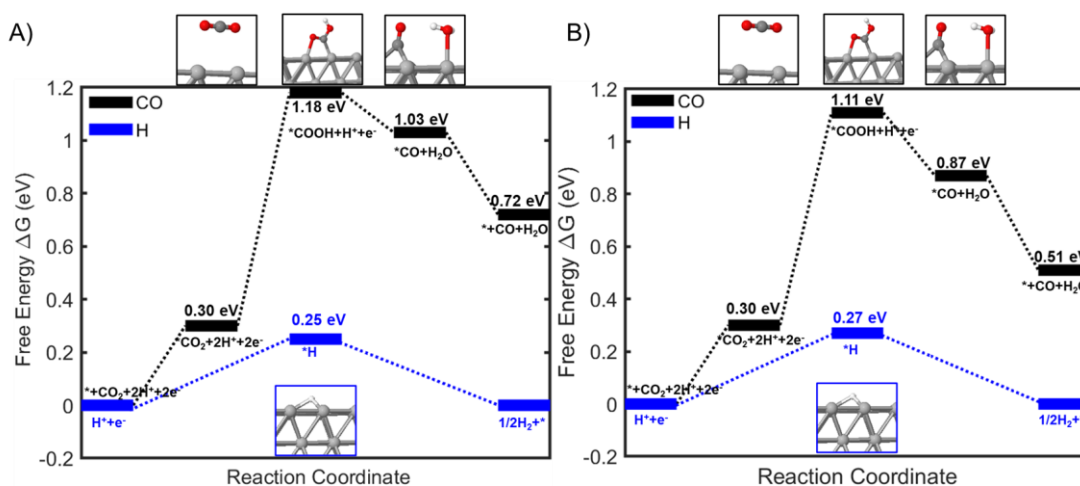 A)
1.2
1
0.8
0.6
0.4
0.2
0
-0.2
Free Energy ΔG (eV)
CO
H
1.18 eV
*COOH+H⁺+e⁻
1.03 eV
*CO+H₂O
0.72 eV
*+CO+H₂O
0.30 eV
*CO₂+2H⁺+2e⁻
0.25 eV
*H
*+CO₂+2H⁺+2e⁻
H⁺+e⁻
1/2H₂+*
Reaction Coordinate
B)
1.2
1
0.8
0.6
0.4
0.2
0
-0.2
Free Energy ΔG (eV)
CO
H
1.11 eV
*COOH+H⁺+e⁻
0.87 eV
*CO+H₂O
0.51 eV
*+CO+H₂O
0.30 eV
*CO₂+2H⁺+2e⁻
0.27 eV
*H
*+CO₂+2H⁺+2e⁻
H⁺+e⁻
1/2H₂+*
Reaction Coordinate